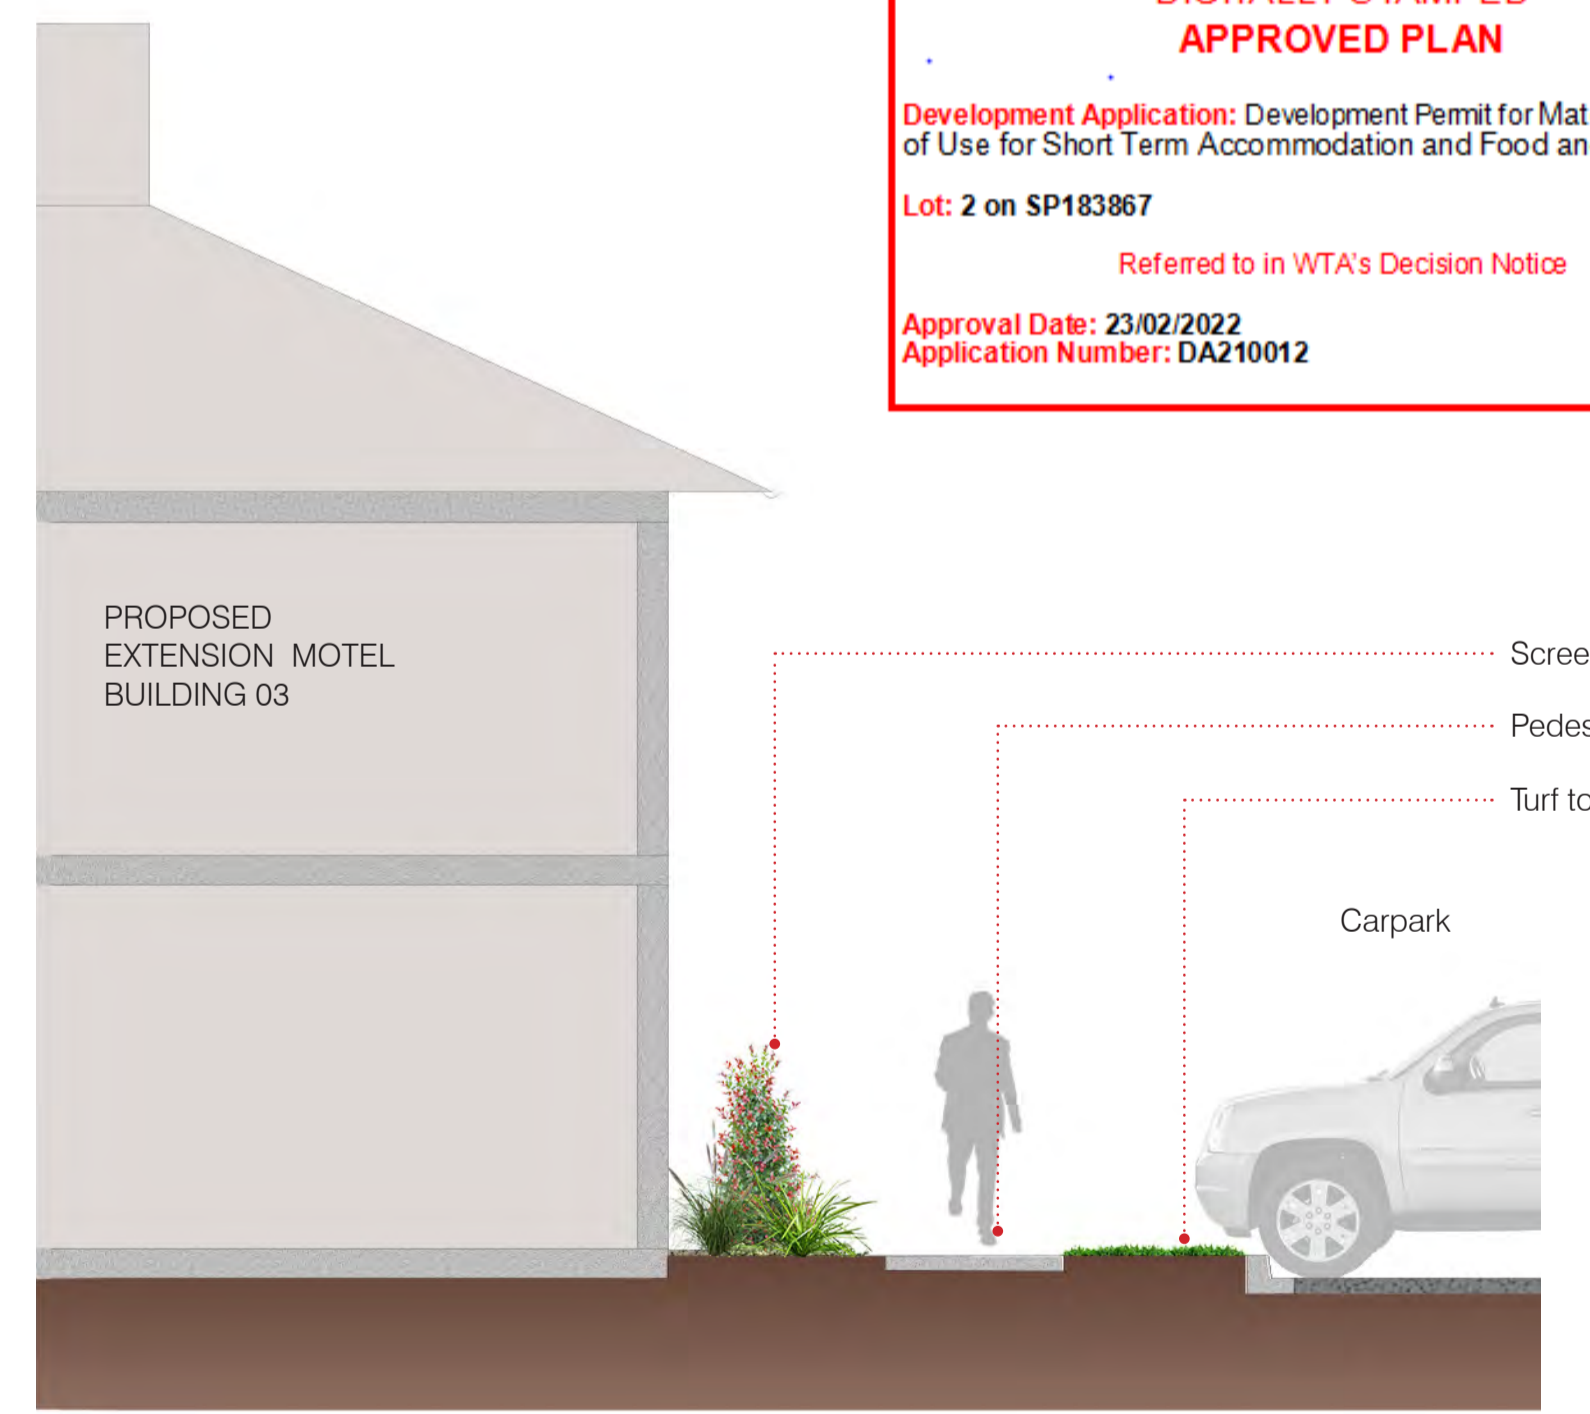 DIGITALLY STAMPED
APPROVED PLAN
Development Application: Development Permit for Mat
of Use for Short Term Accommodation and Food an
Lot: 2 on SP183867
Referred to in WTA's Decision Notice
Approval Date: 23/02/2022
Application Number: DA210012
PROPOSED
EXTENSION MOTEL
BUILDING 03
Scree
Pedes
Turf to
Carpark